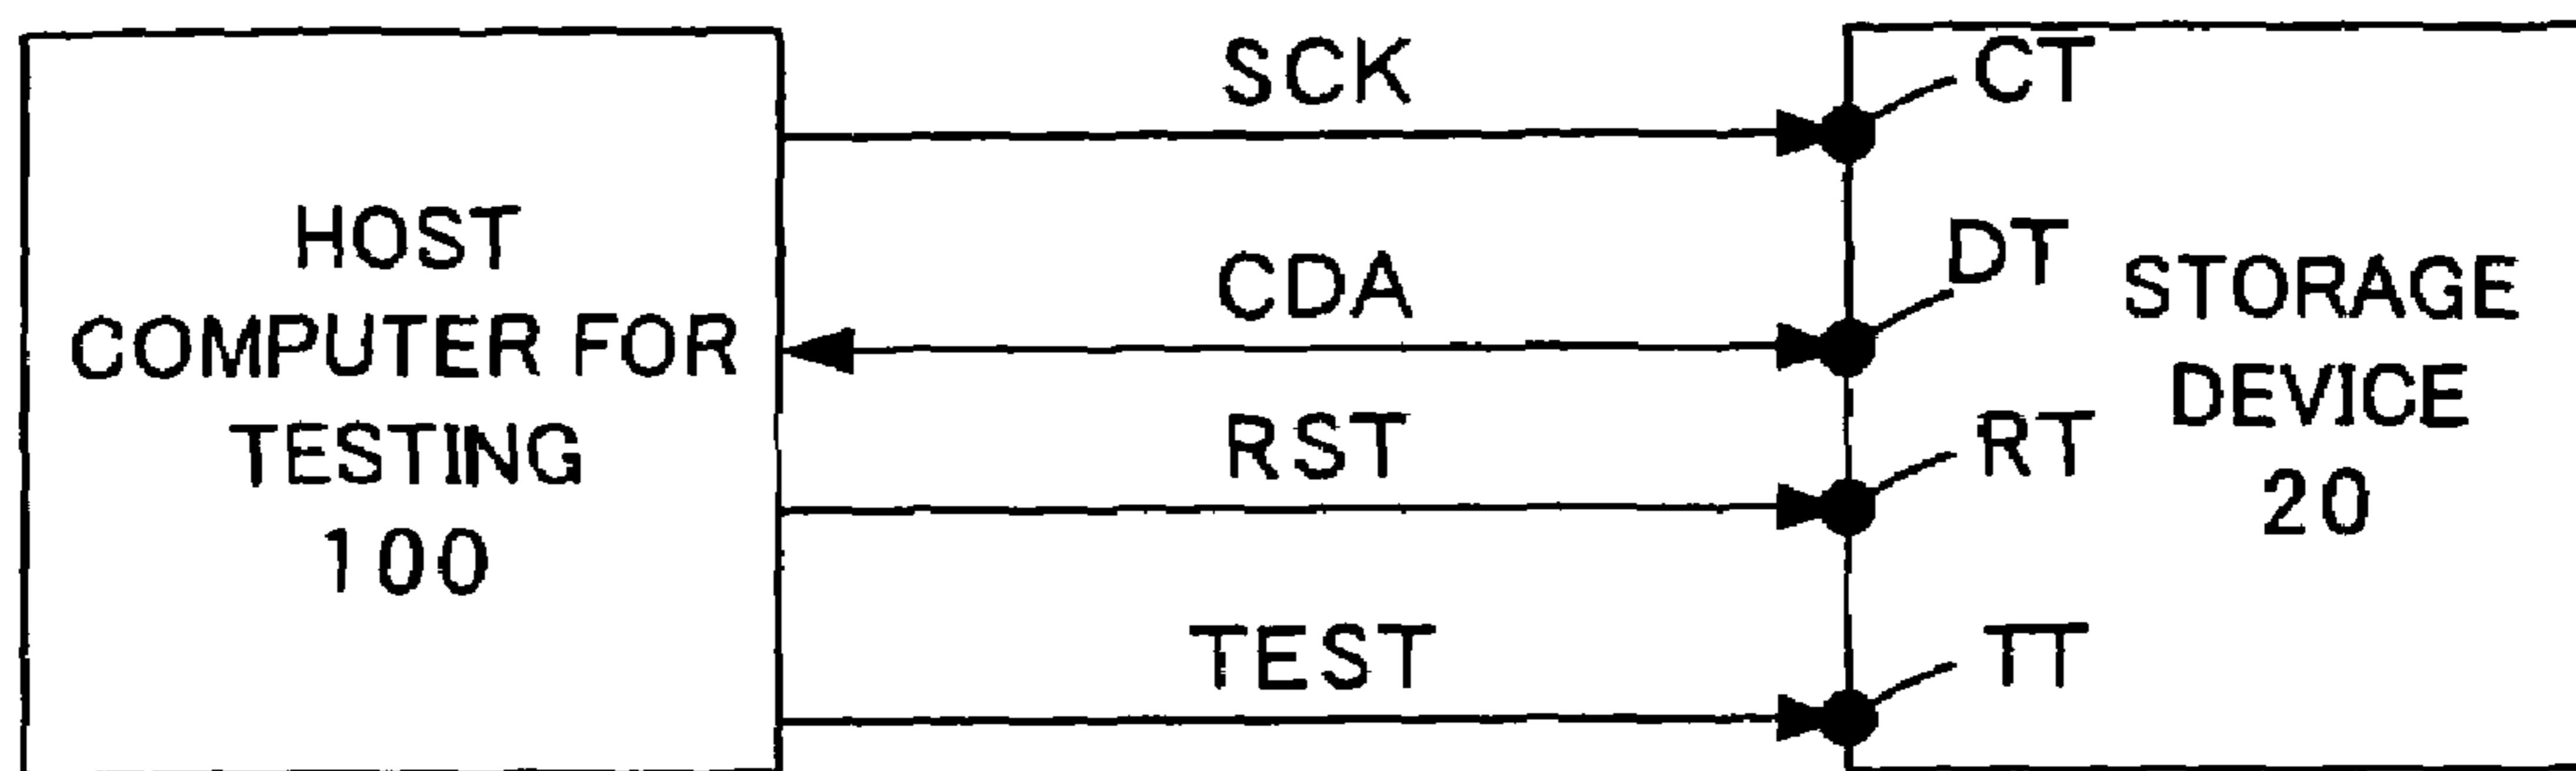 HOST
COMPUTER FOR
TESTING
100
SCK
CDA
RST
TEST
CT
DT
RT
TT
STORAGE
DEVICE
20